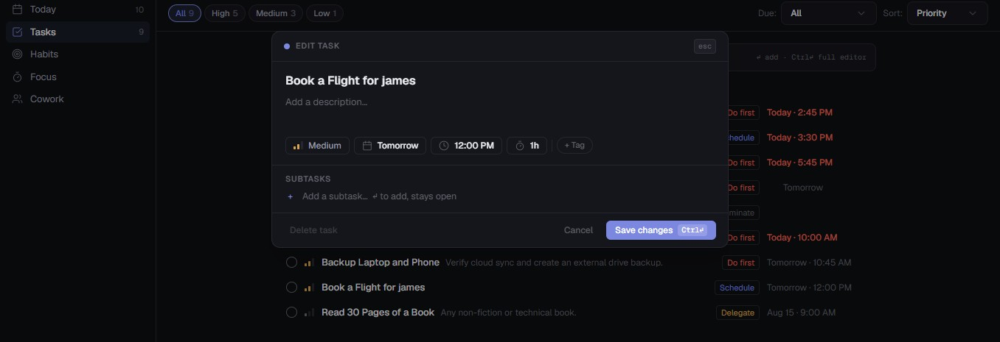 Today 10
Tasks 9
Habits
Focus
Cowork
All 9 High 5 Medium 3 Low 1 Due: All Sort: Priority
⏎ add · Ctrl⏎ full editor
EDIT TASK esc
Book a Flight for james
Add a description...
Medium Tomorrow 12:00 PM 1h + Tag
SUBTASKS
+ Add a subtask... ⏎ to add, stays open
Delete task Cancel Save changes Ctrl⏎
Do first Today · 2:45 PM
hedule Today · 3:30 PM
Do first Today · 5:45 PM
Do first Tomorrow
minate
Do first Today · 10:00 AM
Backup Laptop and Phone Verify cloud sync and create an external drive backup. Do first Tomorrow · 10:45 AM
Book a Flight for james Schedule Tomorrow · 12:00 PM
Read 30 Pages of a Book Any non-fiction or technical book. Delegate Aug 15 · 9:00 AM